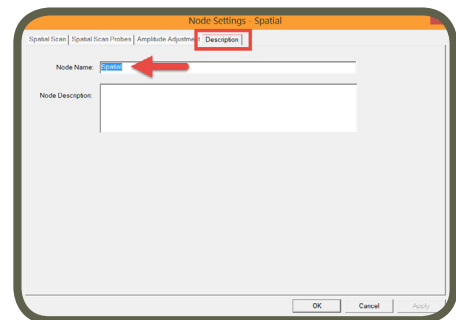 Node Settings - Spatial
Spatial Scan Spatial Scan Probes Amplitude Adjustment Description
Node Name: Spatial
Node Description:
OK Cancel Apply